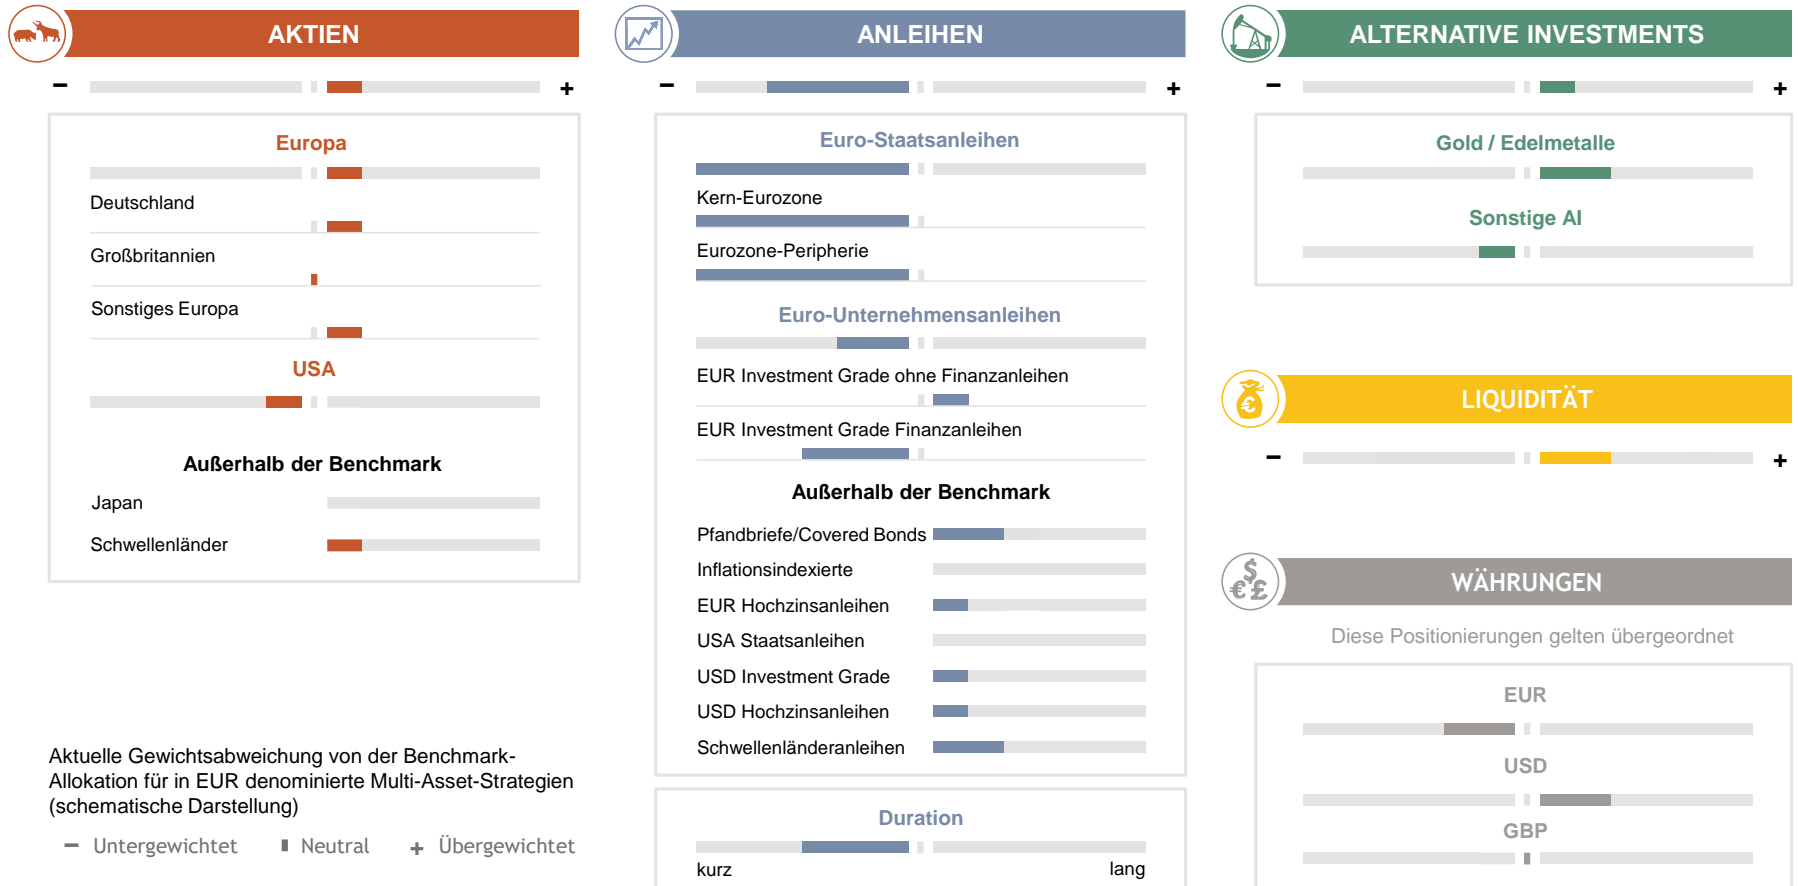 AKTIEN
− +
Europa
Deutschland
Großbritannien
Sonstiges Europa
USA
Außerhalb der Benchmark
Japan
Schwellenländer
Aktuelle Gewichtsabweichung von der Benchmark-
Allokation für in EUR denominierte Multi-Asset-Strategien
(schematische Darstellung)
− Untergewichtet Neutral + Übergewichtet
ANLEIHEN
− +
Euro-Staatsanleihen
Kern-Eurozone
Eurozone-Peripherie
Euro-Unternehmensanleihen
EUR Investment Grade ohne Finanzanleihen
EUR Investment Grade Finanzanleihen
Außerhalb der Benchmark
Pfandbriefe/Covered Bonds
Inflationsindexierte
EUR Hochzinsanleihen
USA Staatsanleihen
USD Investment Grade
USD Hochzinsanleihen
Schwellenländeranleihen
Duration
kurz lang
ALTERNATIVE INVESTMENTS
− +
Gold / Edelmetalle
Sonstige AI
€
LIQUIDITÄT
− +
$
€ £
WÄHRUNGEN
Diese Positionierungen gelten übergeordnet
EUR
USD
GBP